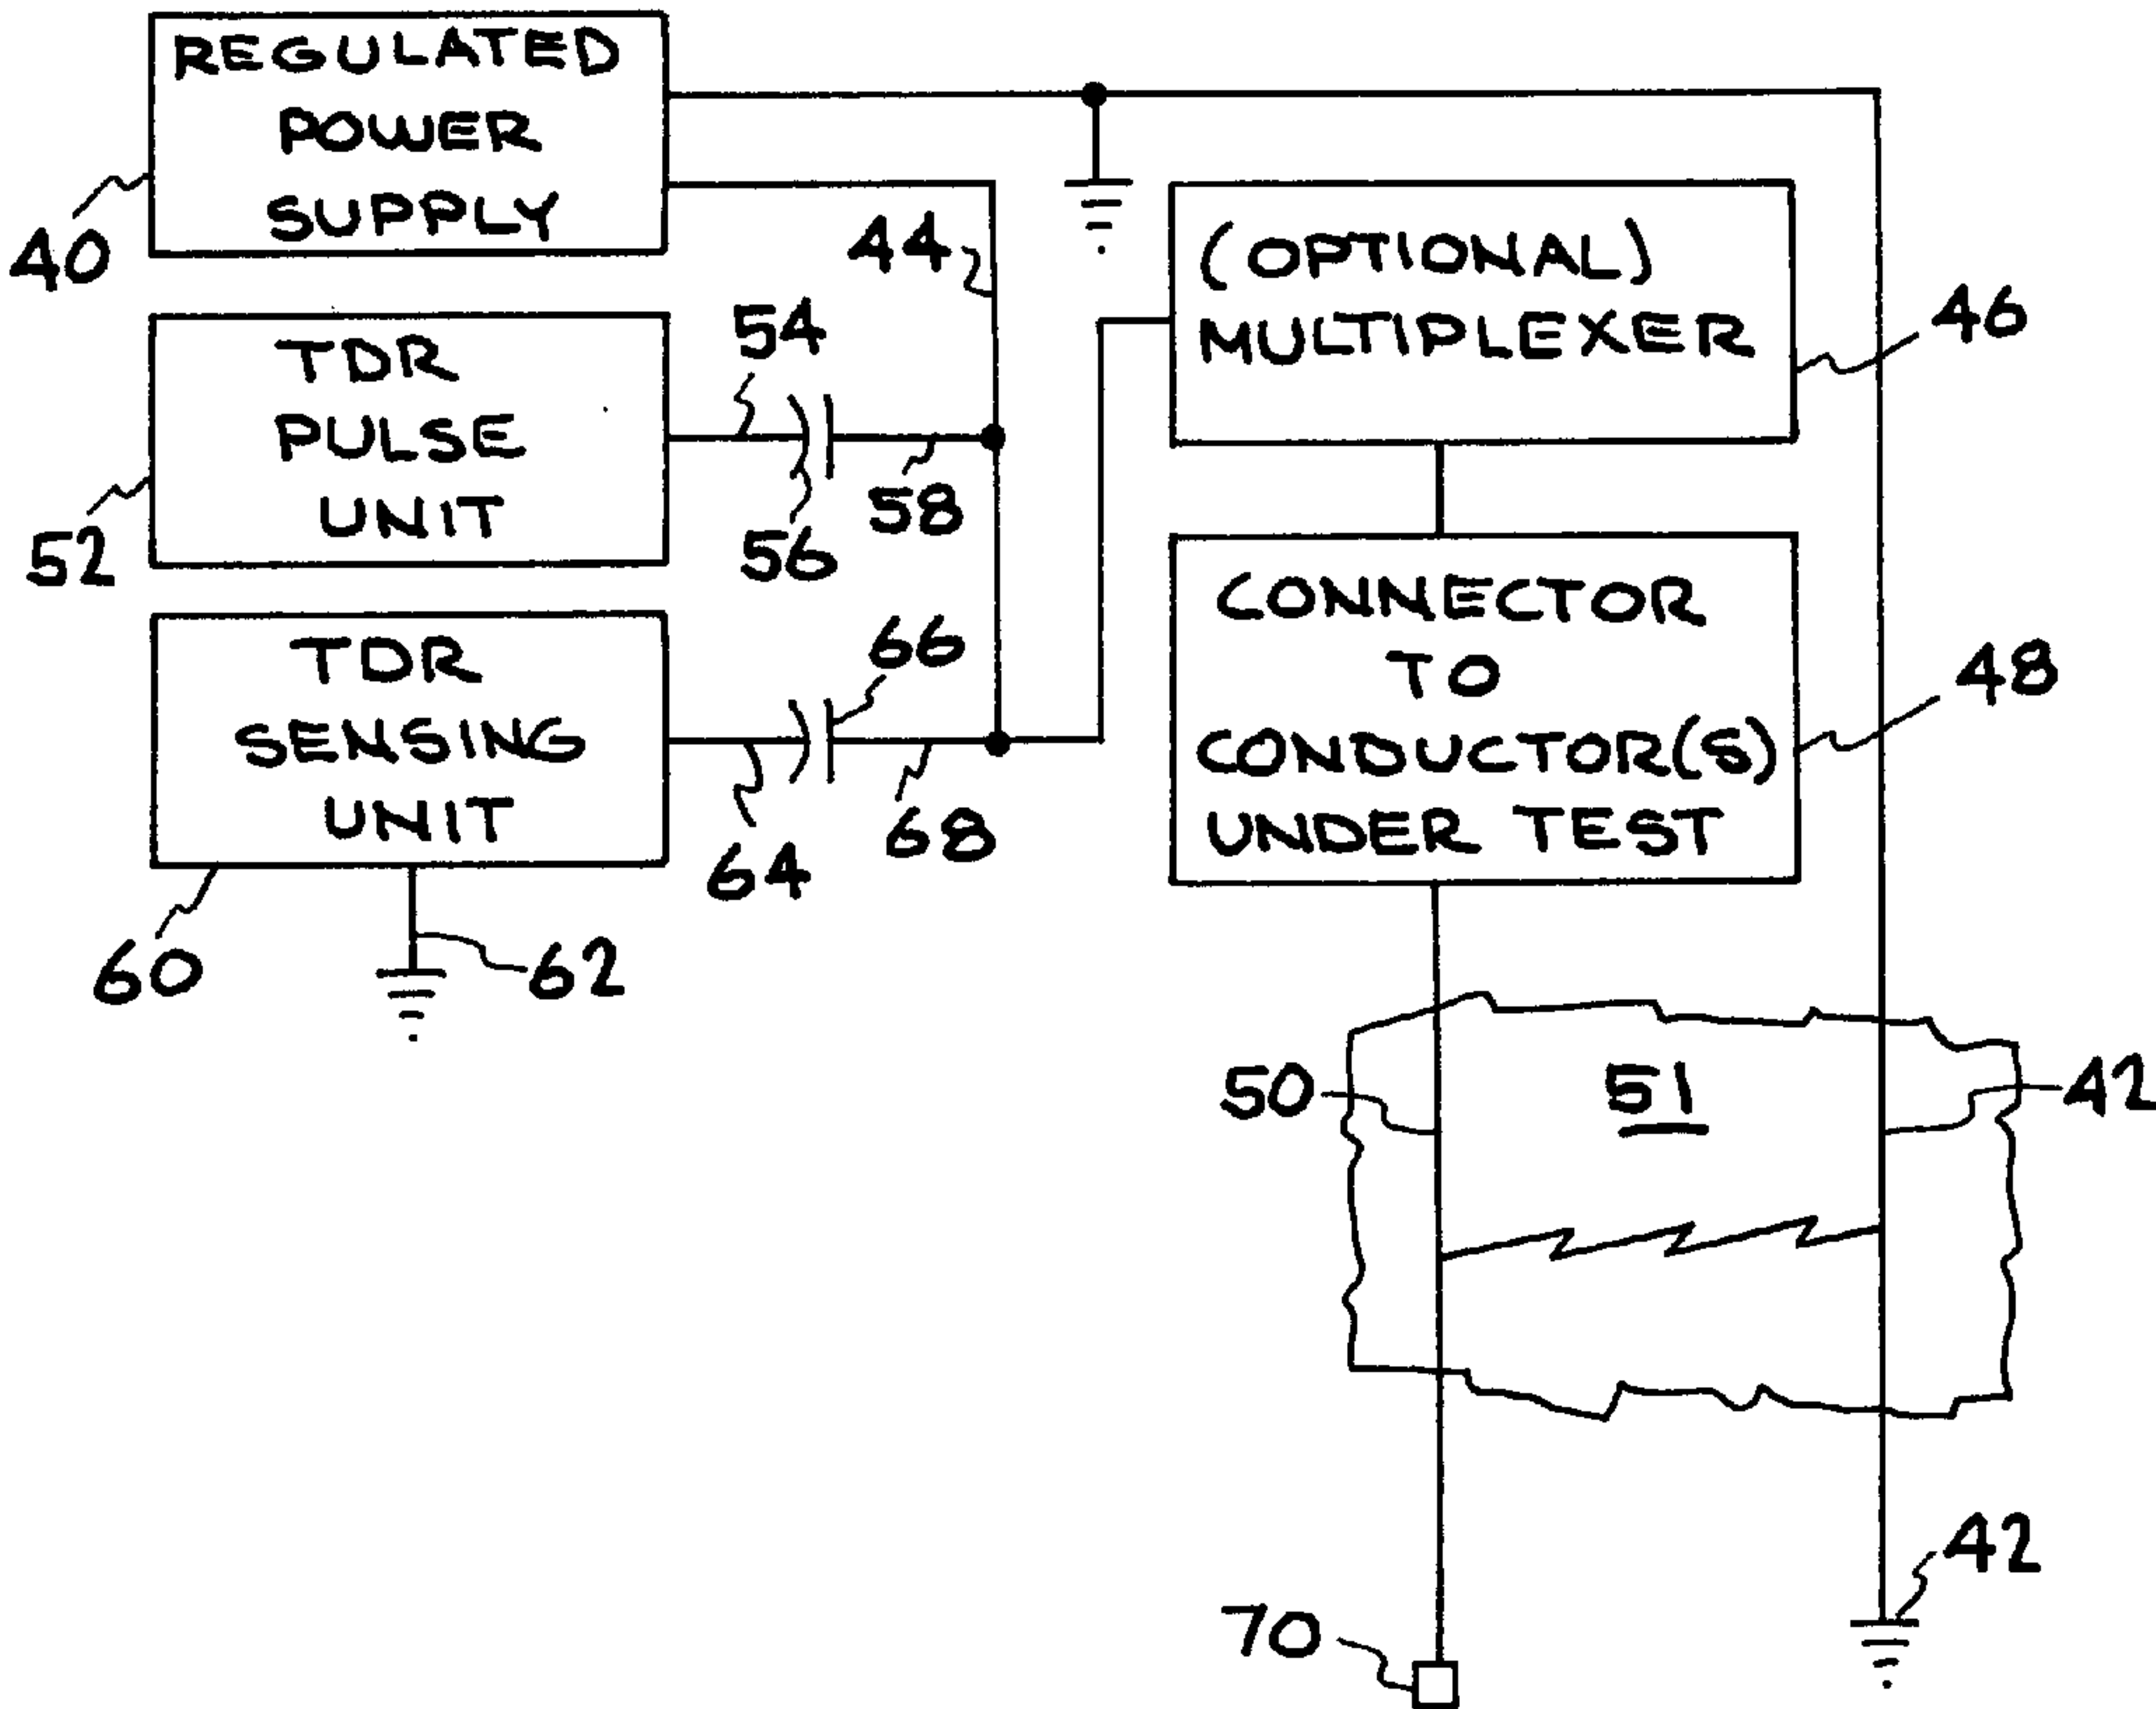 REGULATED
POWER
SUPPLY
40
44
(OPTIONAL)
MULTIPLEXER
46
TDR
PULSE
UNIT
52
54
56
58
CONNECTOR
TO
CONDUCTOR(S)
UNDER TEST
48
TDR
SENSING
UNIT
60
62
64
66
68
50
51
42
42
70